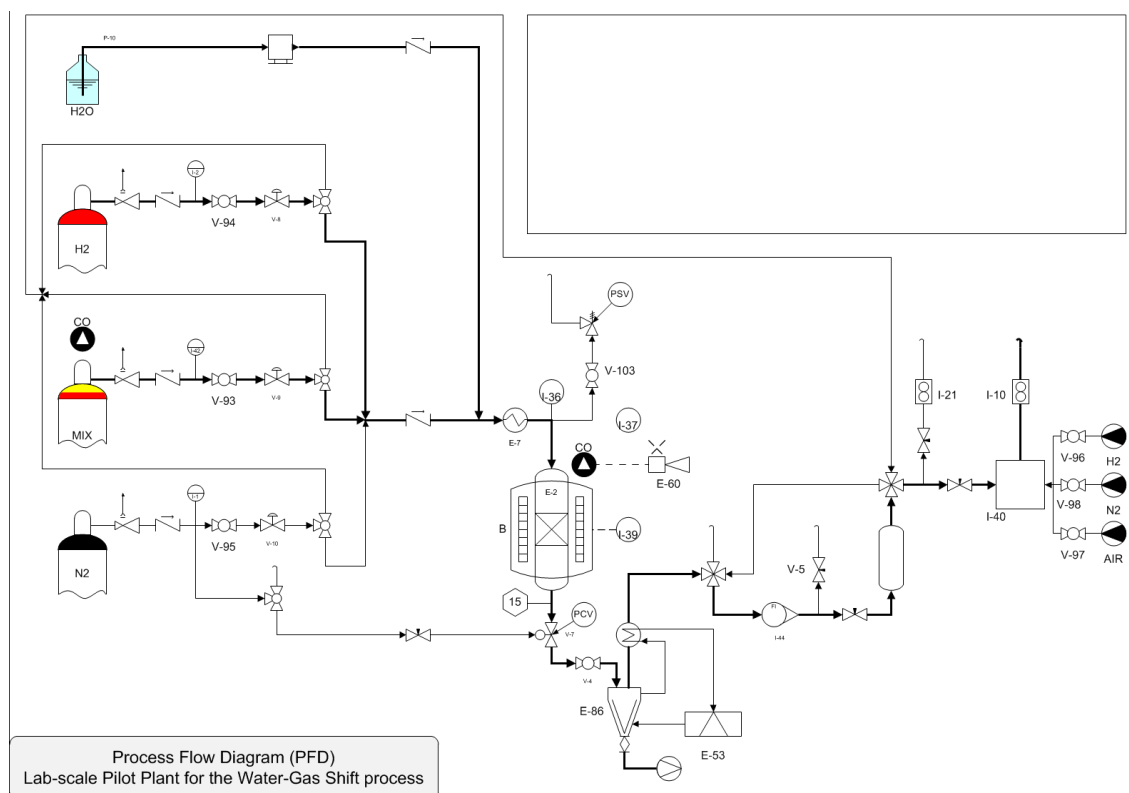 P-10
H2O
I-2
V-94
V-8
H2
CO
I-42
V-93
V-9
MIX
I-1
V-95
V-10
N2
PSV
V-103
I-36
I-37
E-7
CO
E-60
E-2
B
I-39
15
PCV
V-7
V-4
E-86
E-53
V-5
FI
I-44
I-21
I-10
V-96
H2
V-98
N2
I-40
V-97
AIR
Process Flow Diagram (PFD)
Lab-scale Pilot Plant for the Water-Gas Shift process